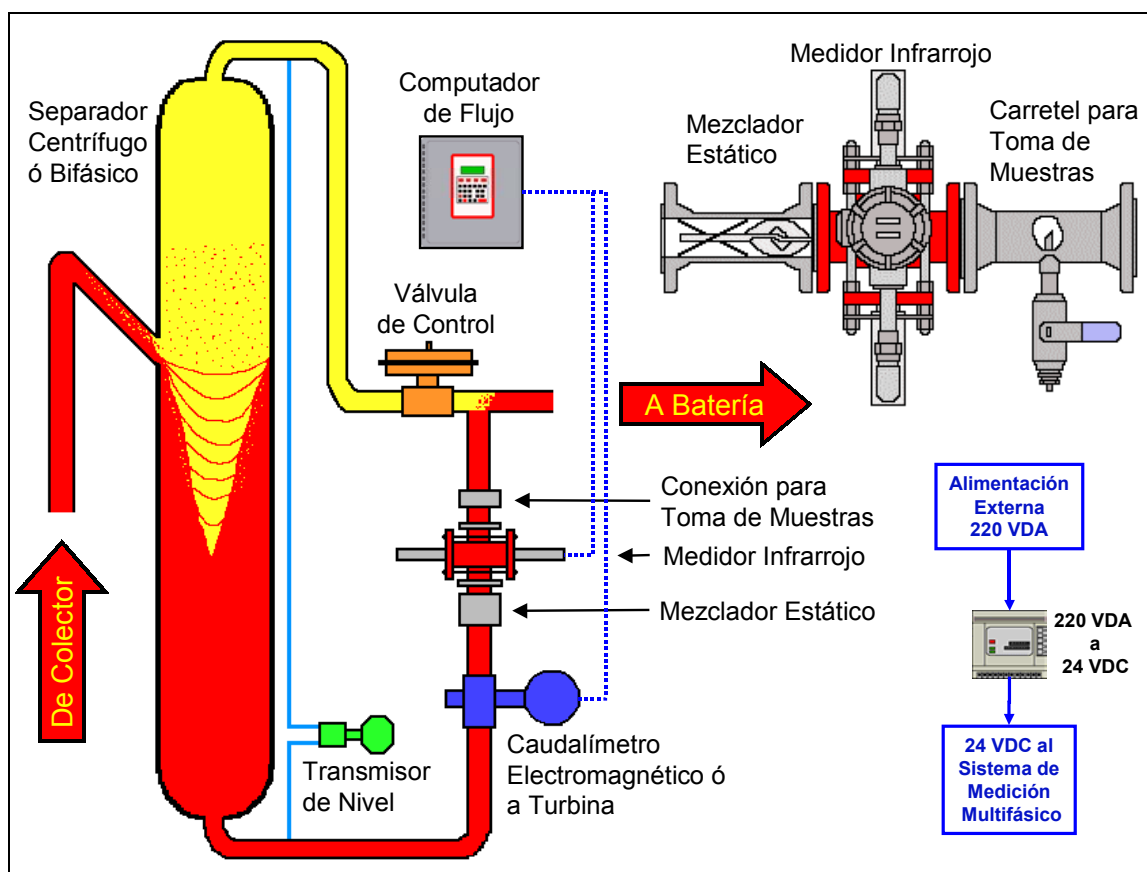 Separador
Centrífugo
ó Bifásico
Computador
de Flujo
Medidor Infrarrojo
Mezclador
Estático
Carretel para
Toma de
Muestras
Válvula
de Control
A Batería
De Colector
Conexión para
Toma de Muestras
Medidor Infrarrojo
Mezclador Estático
Caudalímetro
Electromagnético ó
a Turbina
Transmisor
de Nivel
Alimentación
Externa
220 VDA
220 VDA
a
24 VDC
24 VDC al
Sistema de
Medición
Multifásico